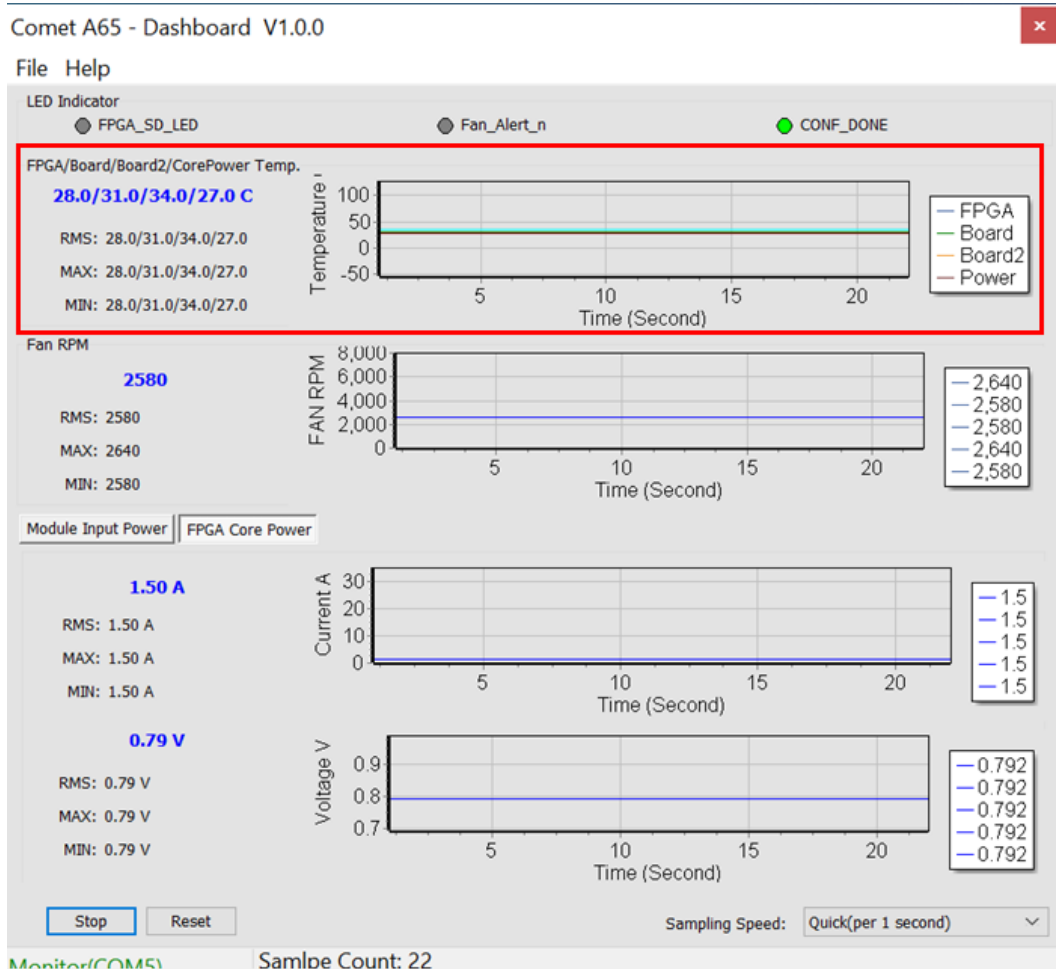 Comet A65 - Dashboard V1.0.0
×
File Help
LED Indicator
FPGA_SD_LED Fan_Alert_n CONF_DONE
FPGA/Board/Board2/CorePower Temp.
28.0/31.0/34.0/27.0 C
RMS: 28.0/31.0/34.0/27.0
MAX: 28.0/31.0/34.0/27.0
MIN: 28.0/31.0/34.0/27.0
Temperature
100
50
0
-50
5 10 15 20
Time (Second)
FPGA
Board
Board2
Power
Fan RPM
2580
RMS: 2580
MAX: 2640
MIN: 2580
FAN RPM
8,000
6,000
4,000
2,000
0
5 10 15 20
Time (Second)
2,640
2,580
2,580
2,640
2,580
Module Input Power FPGA Core Power
1.50 A
RMS: 1.50 A
MAX: 1.50 A
MIN: 1.50 A
Current A
30
20
10
0
5 10 15 20
Time (Second)
1.5
1.5
1.5
1.5
1.5
0.79 V
RMS: 0.79 V
MAX: 0.79 V
MIN: 0.79 V
Voltage V
0.9
0.8
0.7
5 10 15 20
Time (Second)
0.792
0.792
0.792
0.792
0.792
Stop Reset Sampling Speed: Quick(per 1 second)
Monitor(COM5) Samlpe Count: 22